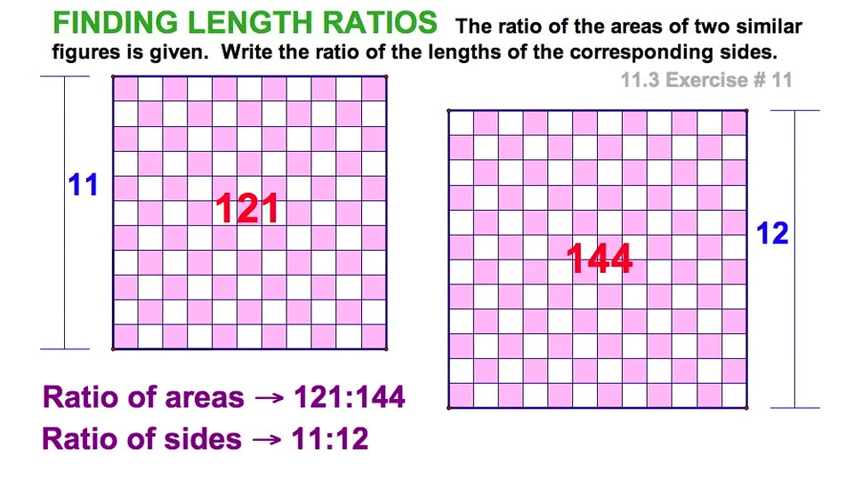 FINDING LENGTH RATIOS The ratio of the areas of two similar
figures is given. Write the ratio of the lengths of the corresponding sides.
11.3 Exercise # 11
11
121
144
12
Ratio of areas → 121:144
Ratio of sides → 11:12